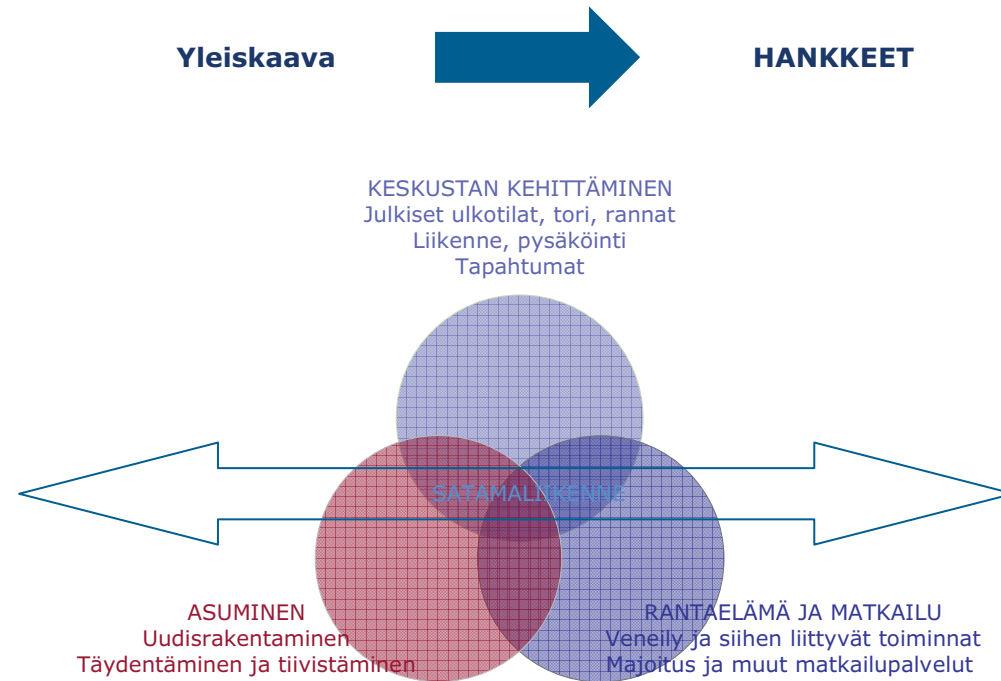 Yleiskaava
HANKKEET
KESKUSTAN KEHITTÄMINEN
Julkiset ulkotilat, tori, rannat
Liikenne, pysäköinti
Tapahtumat
SATAMALIIKENNE
ASUMINEN
Uudisrakentaminen
Täydentäminen ja tiivistäminen
RANTAELÄMÄ JA MATKAILU
Veneily ja siihen liittyvät toiminnat
Majoitus ja muut matkailupalvelut